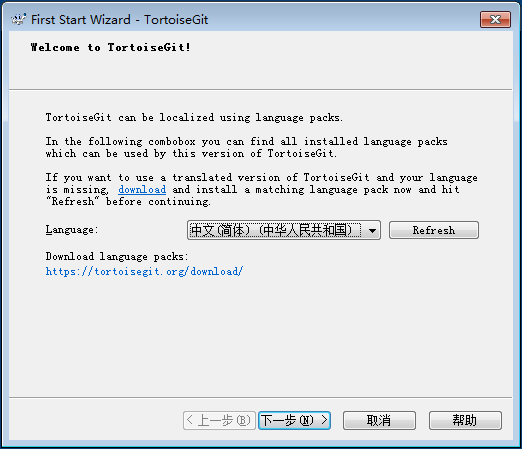 First Start Wizard - TortoiseGit
Welcome to TortoiseGit!
TortoiseGit can be localized using language packs.
In the following combobox you can find all installed language packs
which can be used by this version of TortoiseGit.
If you want to use a translated version of TortoiseGit and your language
is missing, download and install a matching language pack now and hit
"Refresh" before continuing.
Language: 中文(简体) (中华人民共和国) Refresh
Download language packs:
https://tortoisegit.org/download/
< 上一步(B) 下一步(N) > 取消 帮助